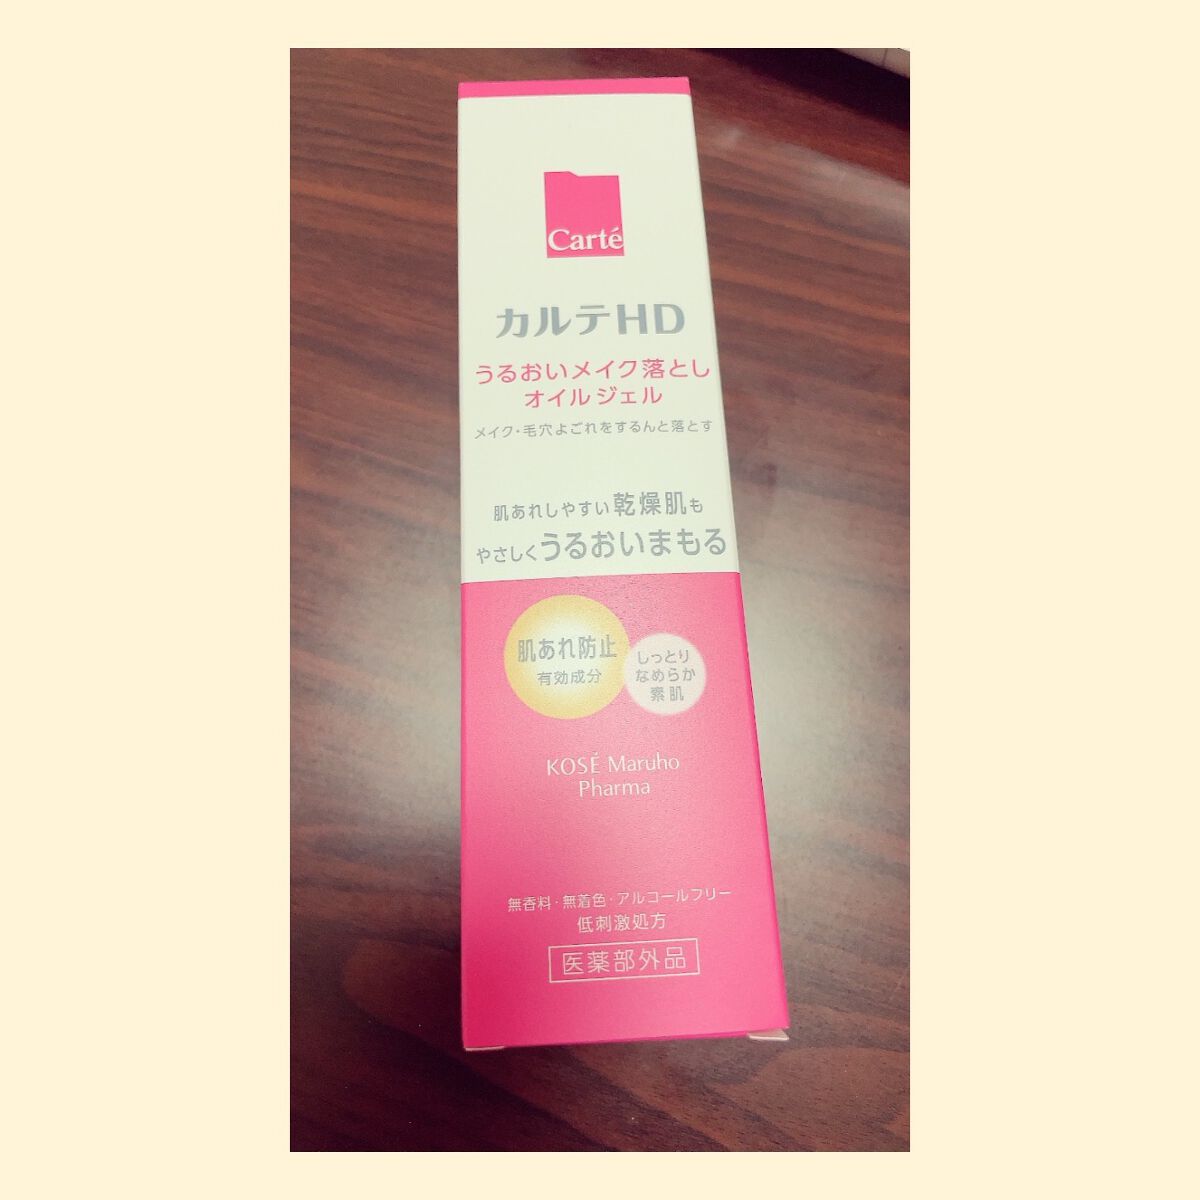 Carté
カルテHD
うるおいメイク落とし
オイルジェル
メイク・毛穴よごれをするんと落とす
肌あれしやすい乾燥肌も
やさしくうるおいまもる
肌あれ防止
有効成分
しっとり
なめらか
素肌
KOSÉ Maruho
Pharma
無香料・無着色・アルコールフリー
低刺激処方
医薬部外品